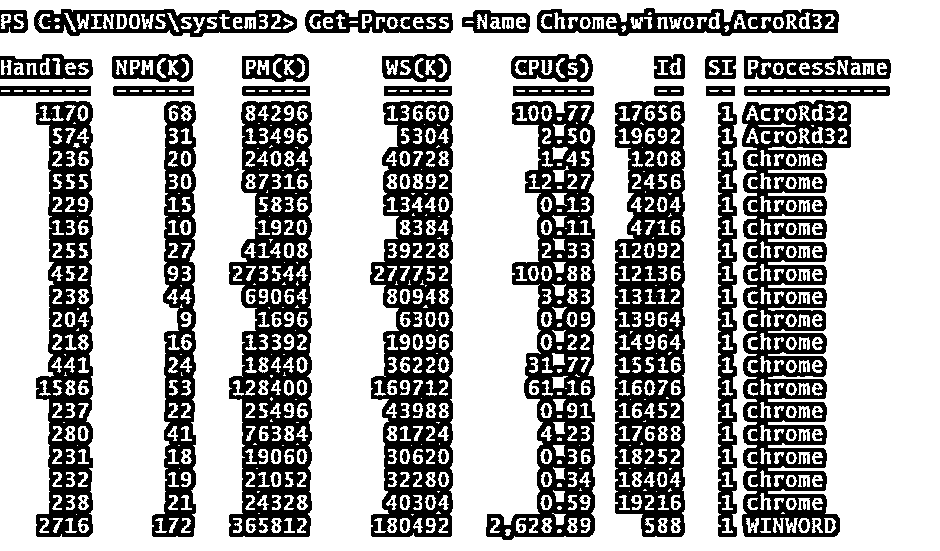 PS C:\WINDOWS\system32> Get-Process -Name Chrome,winword,AcroRd32
Handles NPM(K) PM(K) WS(K) CPU(s) Id SI ProcessName
------- ------ ----- ----- ------ -- -- -----------
1170 68 84296 13660 100.77 17656 1 AcroRd32
574 31 13496 5304 2.50 19692 1 AcroRd32
236 20 24084 40728 1.45 1208 1 chrome
555 30 87316 80892 12.27 2456 1 chrome
229 15 5836 13440 0.13 4204 1 chrome
136 10 1920 8384 0.11 4716 1 chrome
255 27 41408 39228 2.33 12092 1 chrome
452 93 273544 277752 100.88 12136 1 chrome
238 44 69064 80948 3.83 13112 1 chrome
204 9 1696 6300 0.09 13964 1 chrome
218 16 13392 19096 0.22 14964 1 chrome
441 24 18440 36220 31.77 15516 1 chrome
1586 53 128400 169712 61.16 16076 1 chrome
237 22 25496 43988 0.91 16452 1 chrome
280 41 76384 81724 4.23 17688 1 chrome
231 18 19060 30620 0.36 18252 1 chrome
232 19 21052 32280 0.34 18404 1 chrome
238 21 24328 40304 0.59 19216 1 chrome
2716 172 365812 180492 2,628.89 588 1 WINWORD